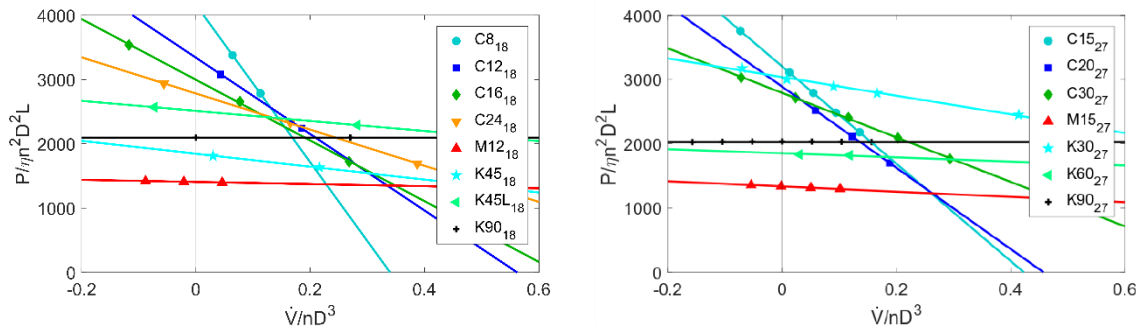 4000
3000
2000
1000
0
-0.2
0
0.2
0.4
0.6
P/ηn²D²L
V̇/nD³
C8₁₈
C12₁₈
C16₁₈
C24₁₈
M12₁₈
K45₁₈
K45L₁₈
K90₁₈
4000
3000
2000
1000
0
-0.2
0
0.2
0.4
0.6
P/ηn²D²L
V̇/nD³
C15₂₇
C20₂₇
C30₂₇
M15₂₇
K30₂₇
K60₂₇
K90₂₇